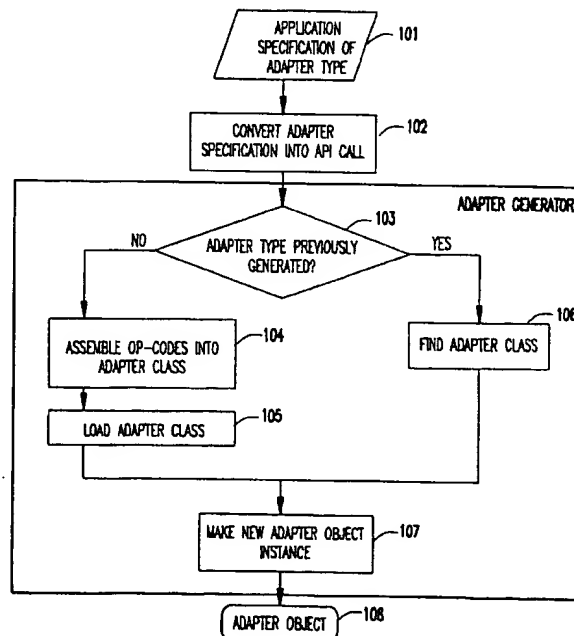 APPLICATION
SPECIFICATION OF
ADAPTER TYPE
101
CONVERT ADAPTER
SPECIFICATION INTO API CALL
102
ADAPTER GENERATOR
103
NO
ADAPTER TYPE PREVIOUSLY
GENERATED?
YES
104
ASSEMBLE OP-CODES INTO
ADAPTER CLASS
106
FIND ADAPTER CLASS
105
LOAD ADAPTER CLASS
MAKE NEW ADAPTER OBJECT
INSTANCE
107
ADAPTER OBJECT
108